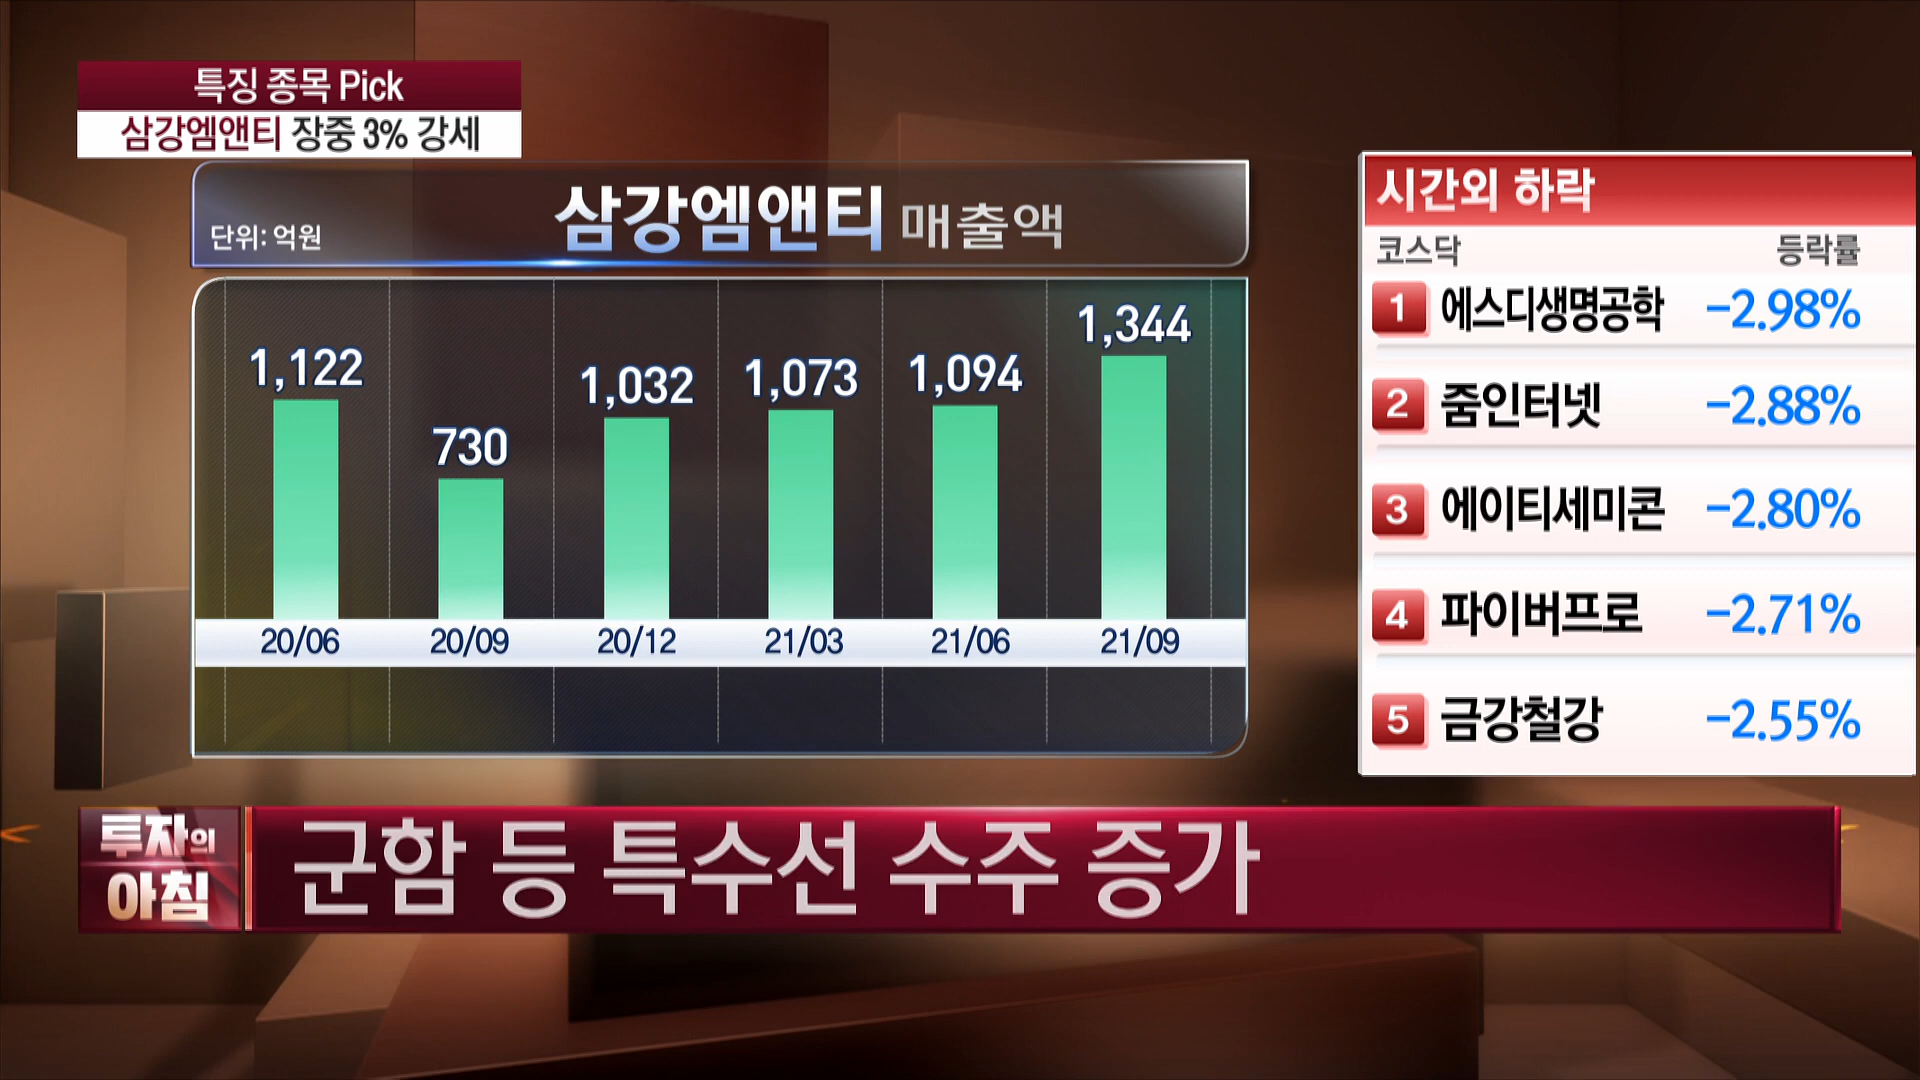 특징 종목 Pick
삼강엠앤티 장중 3% 강세
단위: 억원
삼강엠앤티 매출액
1,122
730
1,032
1,073
1,094
1,344
20/06
20/09
20/12
21/03
21/06
21/09
시간외 하락
코스닥 등락률
1 에스디생명공학 -2.98%
2 줌인터넷 -2.88%
3 에이티세미콘 -2.80%
4 파이버프로 -2.71%
5 금강철강 -2.55%
투자의
아침
군함 등 특수선 수주 증가